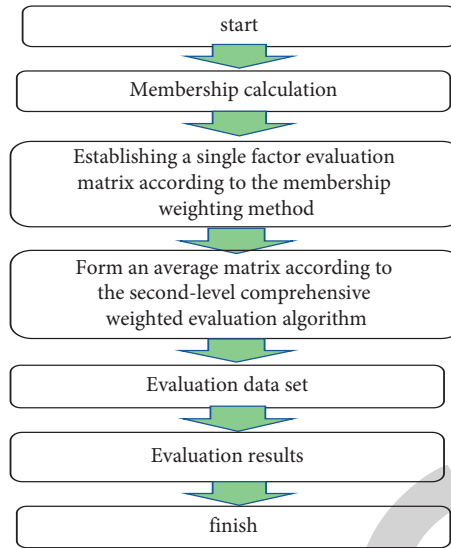 start
Membership calculation
Establishing a single factor evaluation
matrix according to the membership
weighting method
Form an average matrix according to
the second-level comprehensive
weighted evaluation algorithm
Evaluation data set
Evaluation results
finish